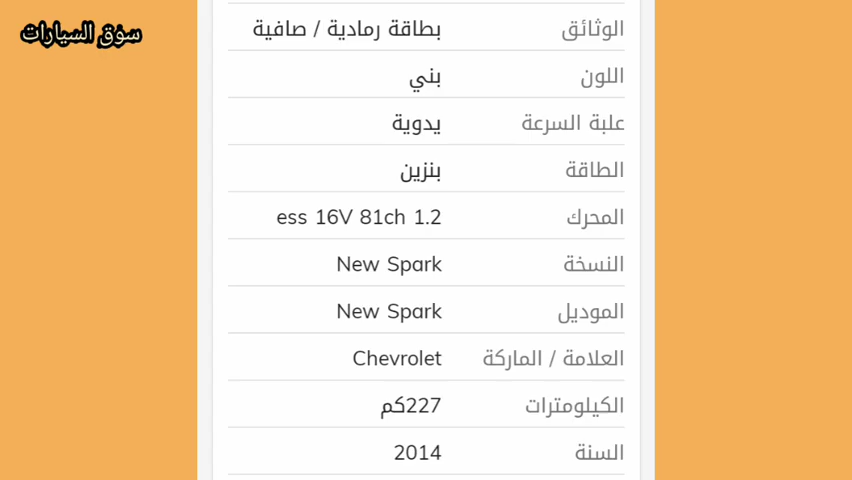 سوق السيارات
الوثائق بطاقة رمادية / صافية
اللون بني
علبة السرعة يدوية
الطاقة بنزين
المحرك 1.2 ess 16V 81ch
النسخة New Spark
الموديل New Spark
العلامة / الماركة Chevrolet
الكيلومترات 227كم
السنة 2014